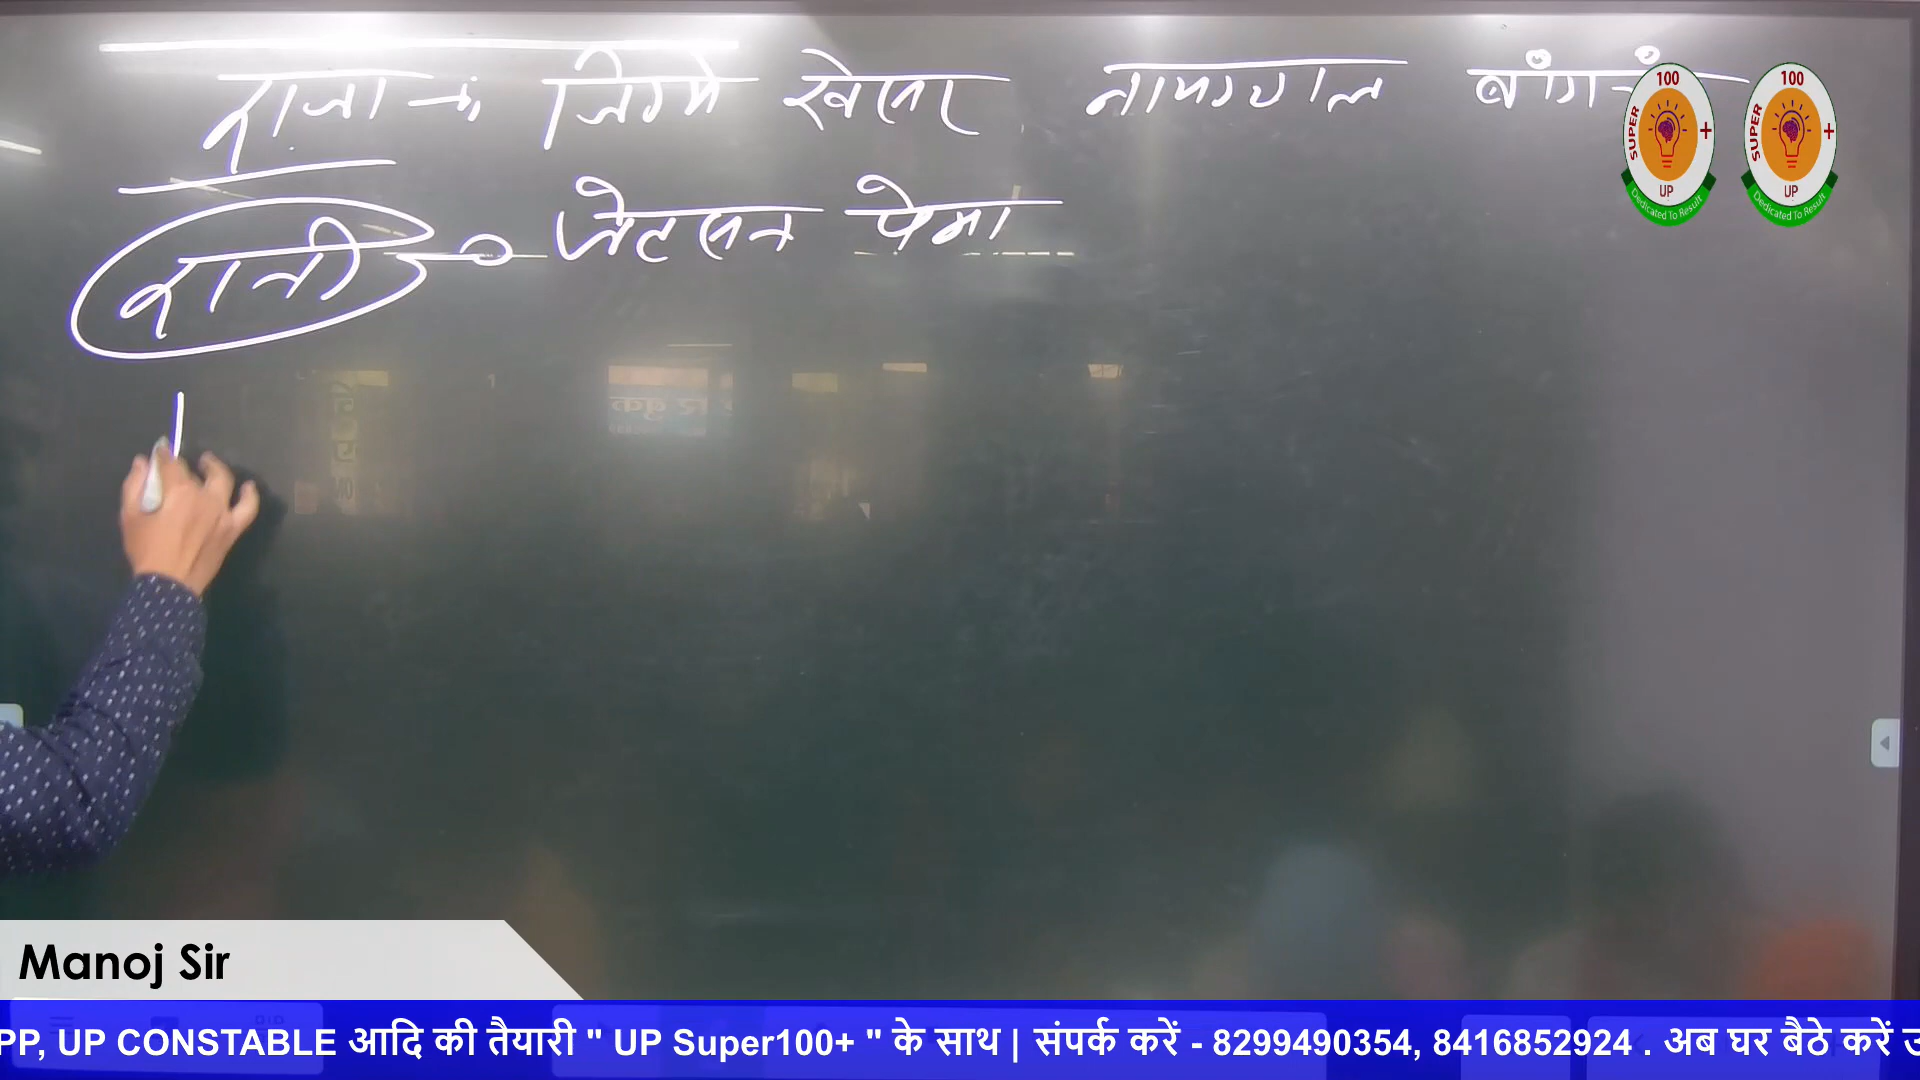 राजा → जिग्मे खेसर नामग्याल वांगचुं
रानी → जेटसन पेमा
100 SUPER + UP Dedicated To Result
100 SUPER + UP Dedicated To Result
Manoj Sir
PP, UP CONSTABLE आदि की तैयारी " UP Super100+ " के साथ | संपर्क करें - 8299490354, 8416852924 . अब घर बैठे करें उ